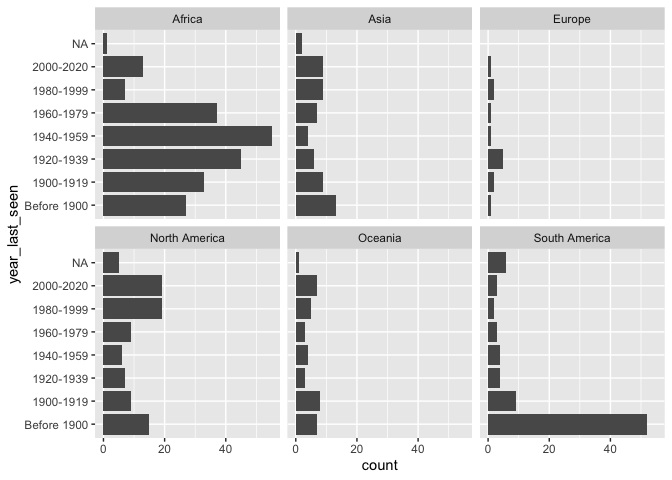 Africa
Asia
Europe
NA
2000-2020
1980-1999
1960-1979
1940-1959
1920-1939
1900-1919
Before 1900
year_last_seen
North America
Oceania
South America
NA
2000-2020
1980-1999
1960-1979
1940-1959
1920-1939
1900-1919
Before 1900
0 20 40
0 20 40
0 20 40
count